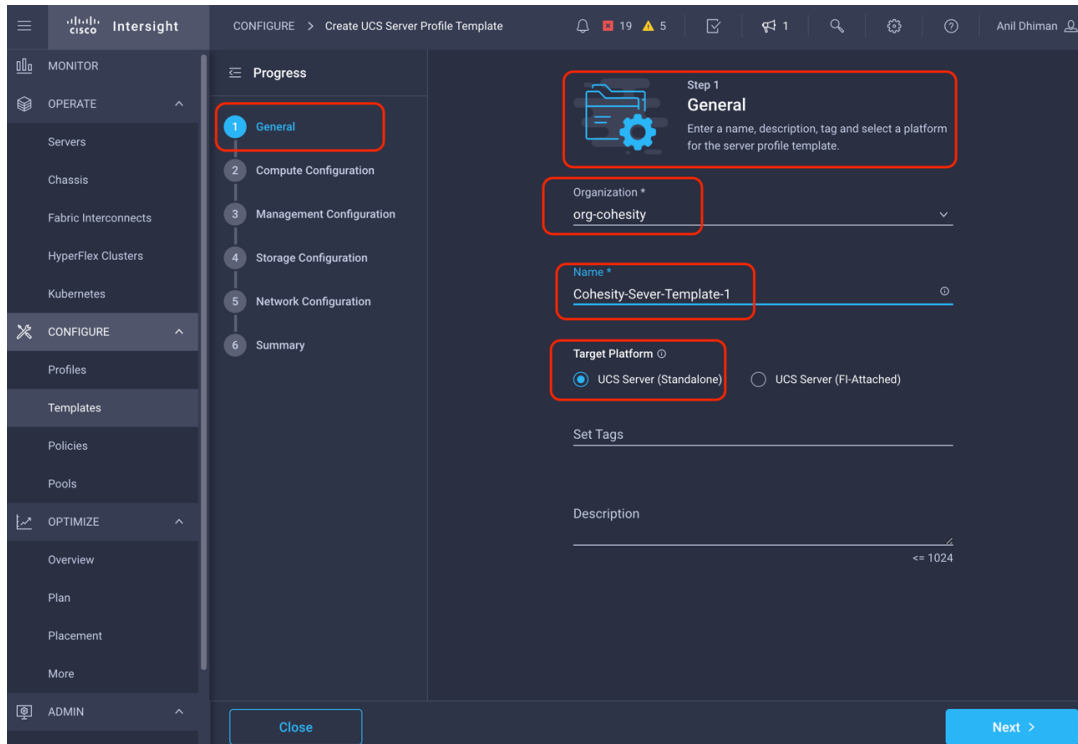 cisco Intersight
CONFIGURE > Create UCS Server Profile Template
19 5 1
Anil Dhiman
MONITOR
OPERATE
Servers
Chassis
Fabric Interconnects
HyperFlex Clusters
Kubernetes
CONFIGURE
Profiles
Templates
Policies
Pools
OPTIMIZE
Overview
Plan
Placement
More
ADMIN
Progress
1 General
2 Compute Configuration
3 Management Configuration
4 Storage Configuration
5 Network Configuration
6 Summary
Step 1
General
Enter a name, description, tag and select a platform
for the server profile template.
Organization *
org-cohesity
Name *
Cohesity-Sever-Template-1
Target Platform
UCS Server (Standalone) UCS Server (FI-Attached)
Set Tags
Description
<= 1024
Close
Next >